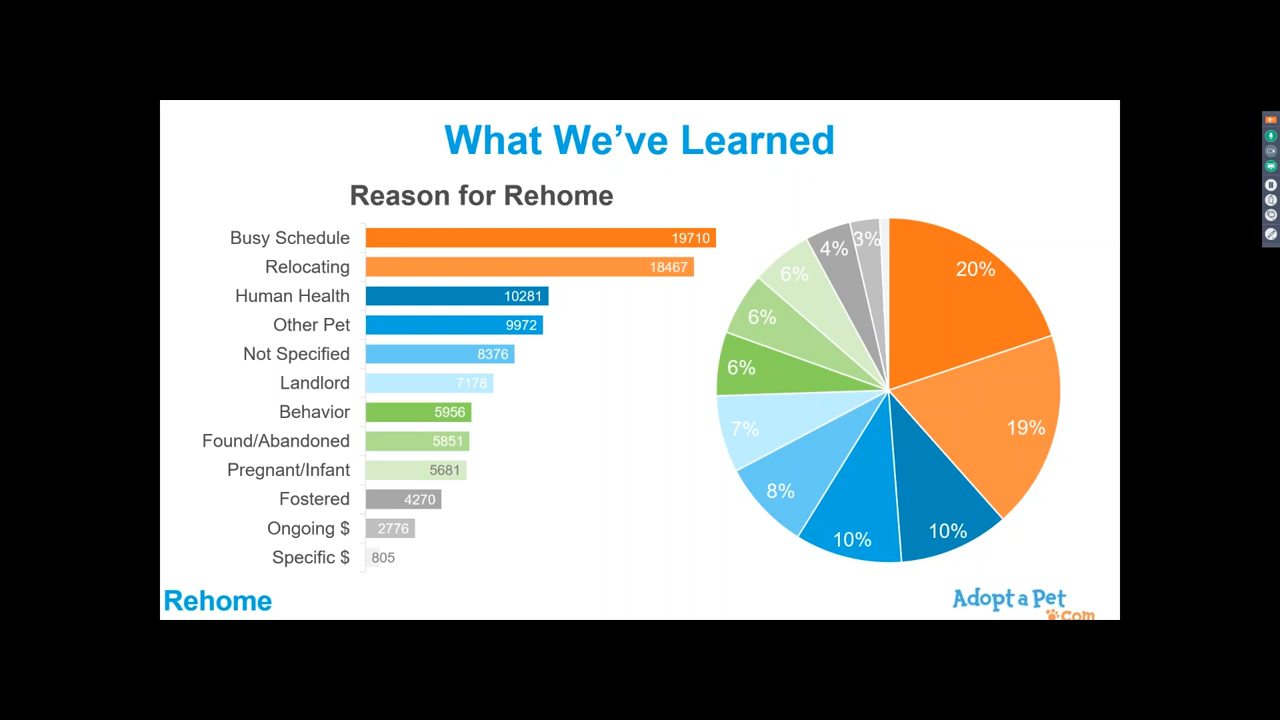 What We've Learned
Reason for Rehome
Busy Schedule 19710
Relocating 18467
Human Health 10281
Other Pet 9972
Not Specified 8376
Landlord 7178
Behavior 5956
Found/Abandoned 5851
Pregnant/Infant 5681
Fostered 4270
Ongoing $ 2776
Specific $ 805
20%
19%
10%
10%
8%
7%
6%
6%
6%
4%
3%
Rehome
Adopt a Pet
.com